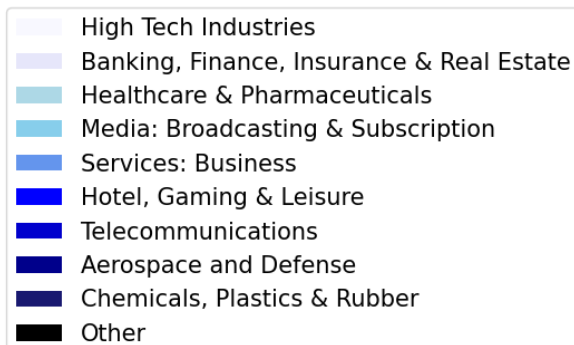 High Tech Industries
Banking, Finance, Insurance & Real Estate
Healthcare & Pharmaceuticals
Media: Broadcasting & Subscription
Services: Business
Hotel, Gaming & Leisure
Telecommunications
Aerospace and Defense
Chemicals, Plastics & Rubber
Other